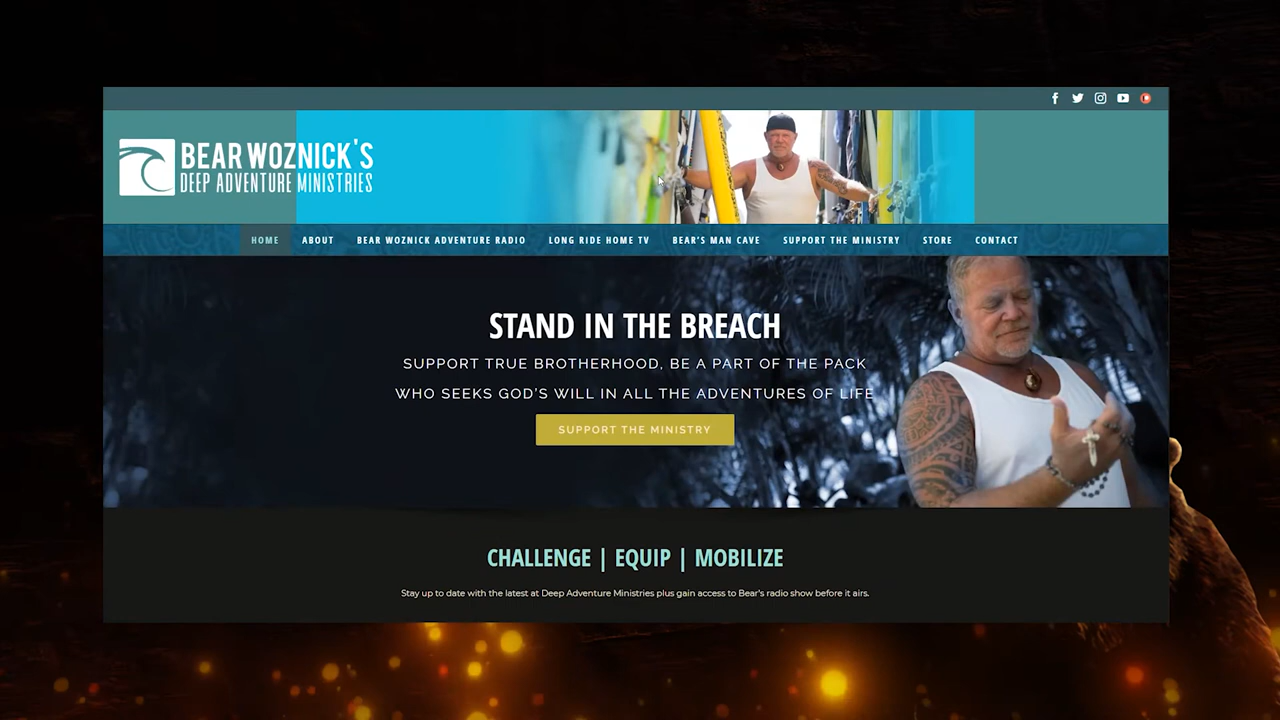 BEAR WOZNICK'S
DEEP ADVENTURE MINISTRIES
HOME ABOUT BEAR WOZNICK ADVENTURE RADIO LONG RIDE HOME TV BEAR'S MAN CAVE SUPPORT THE MINISTRY STORE CONTACT
STAND IN THE BREACH
SUPPORT TRUE BROTHERHOOD, BE A PART OF THE PACK
WHO SEEKS GOD'S WILL IN ALL THE ADVENTURES OF LIFE
SUPPORT THE MINISTRY
CHALLENGE | EQUIP | MOBILIZE
Stay up to date with the latest at Deep Adventure Ministries plus gain access to Bear's radio show before it airs.